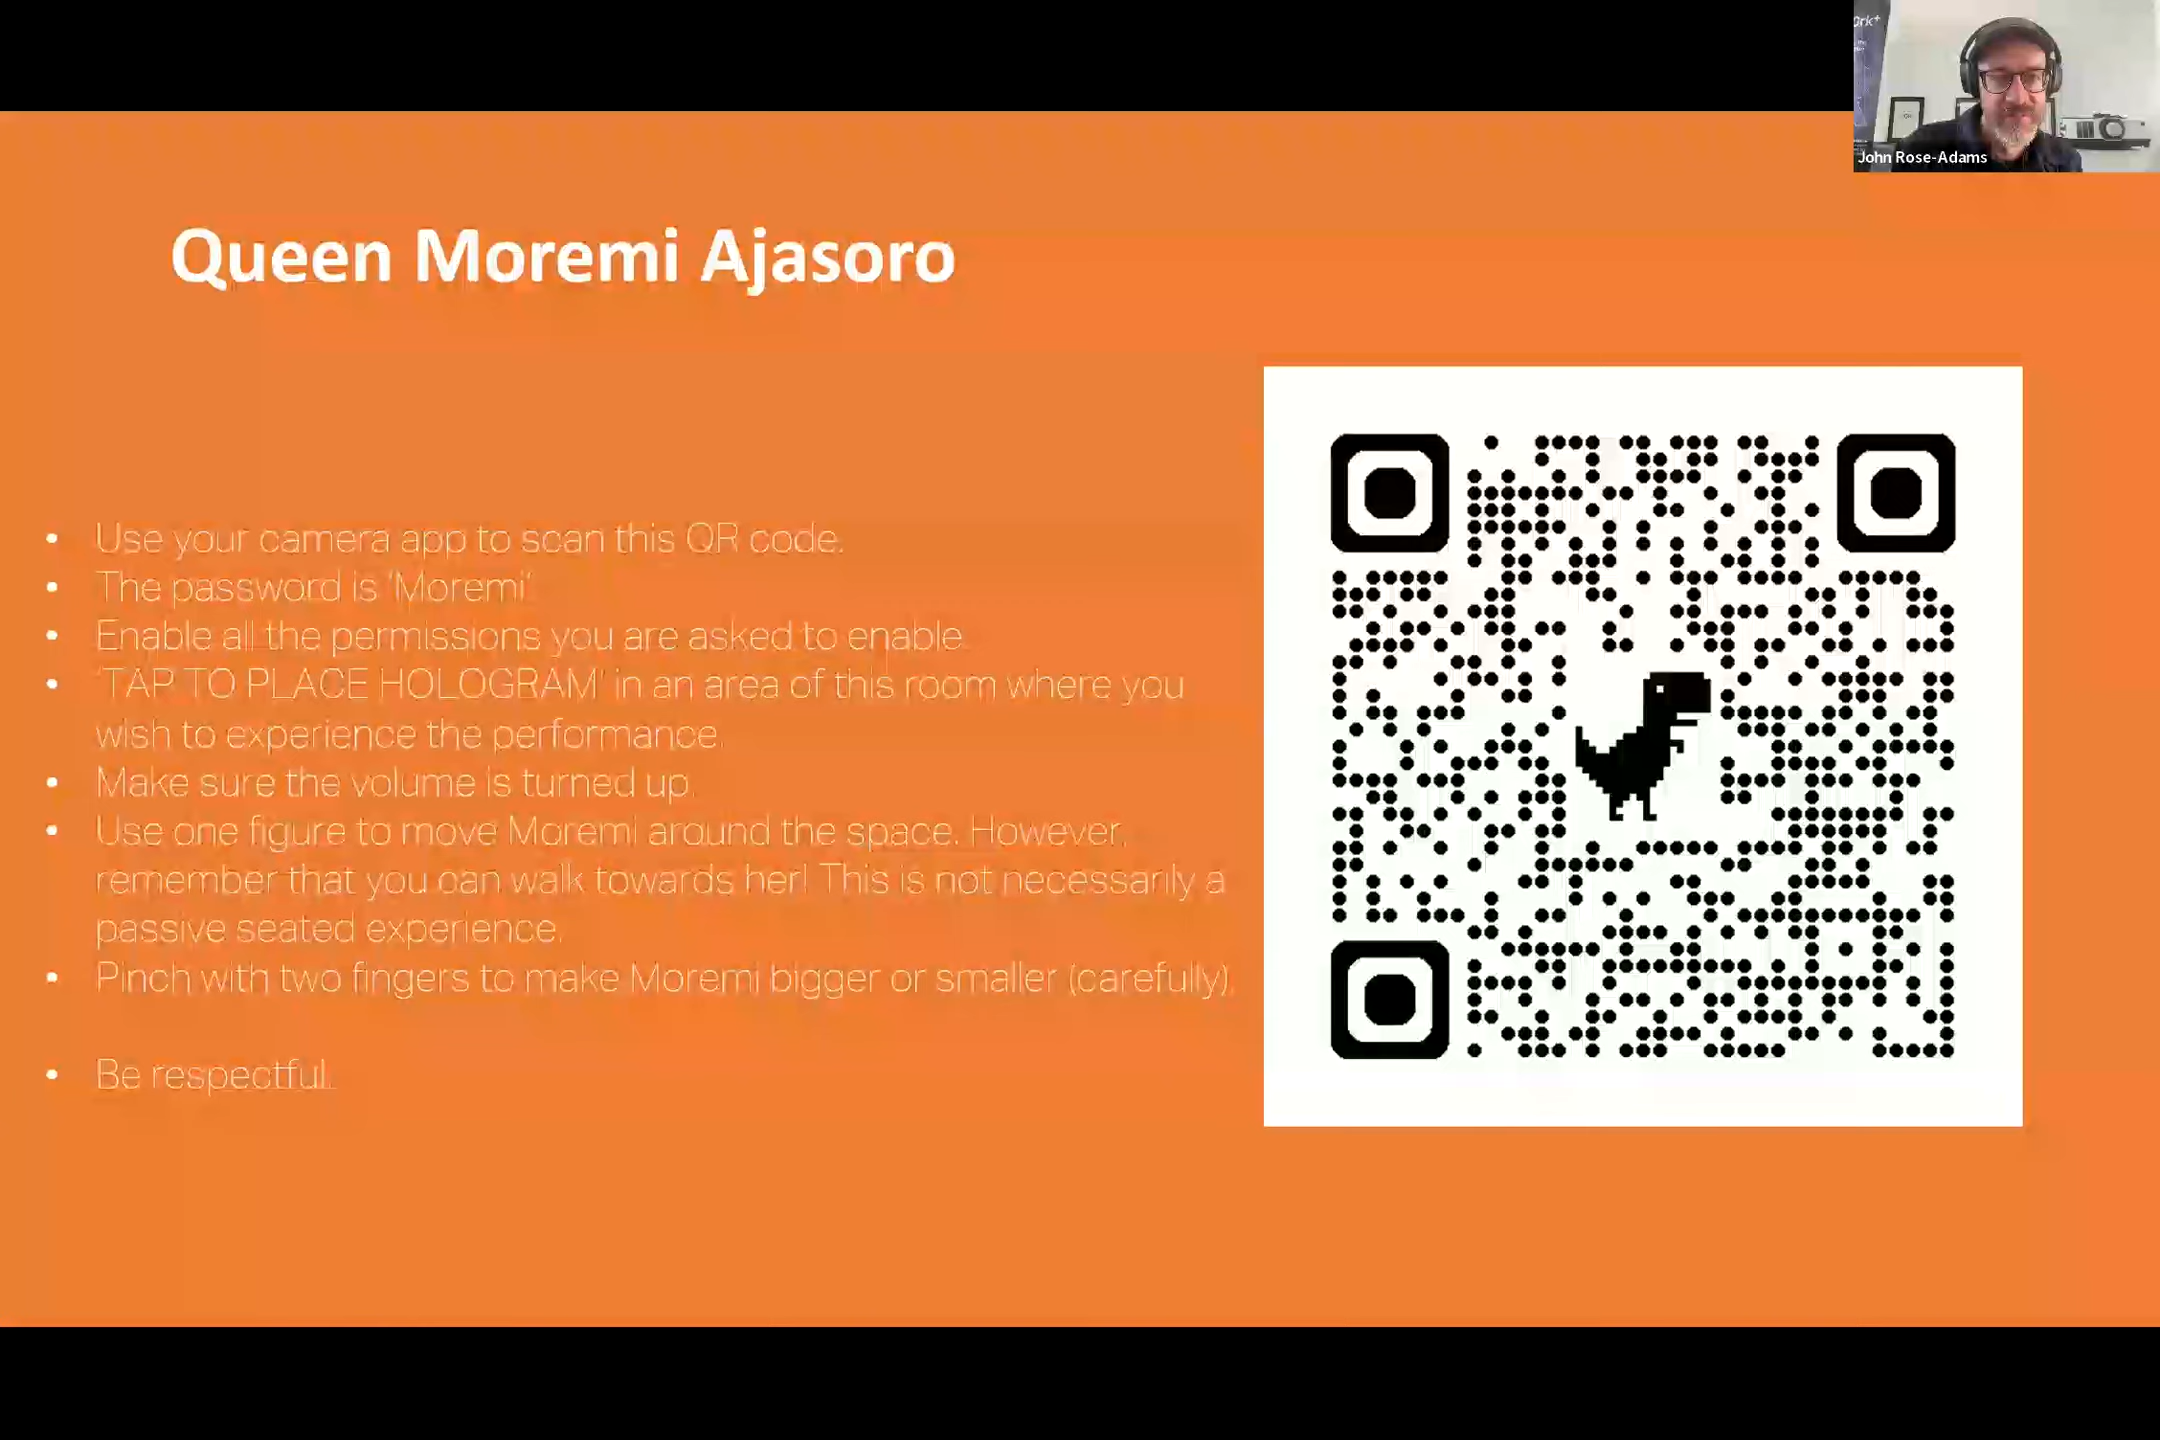 ork+
John Rose-Adams
Queen Moremi Ajasoro
• Use your camera app to scan this QR code.
• The password is 'Moremi'
• Enable all the permissions you are asked to enable.
• 'TAP TO PLACE HOLOGRAM' in an area of this room where you
wish to experience the performance.
• Make sure the volume is turned up.
• Use one figure to move Moremi around the space. However,
remember that you can walk towards her! This is not necessarily a
passive seated experience.
• Pinch with two fingers to make Moremi bigger or smaller (carefully).
• Be respectful.